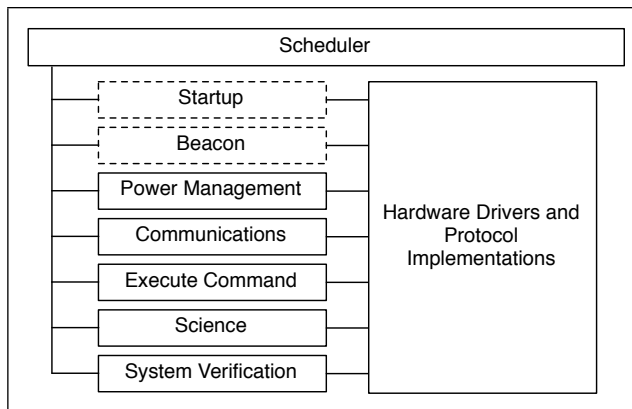 Scheduler
Startup
Beacon
Power Management
Communications
Execute Command
Science
System Verification
Hardware Drivers and
Protocol
Implementations